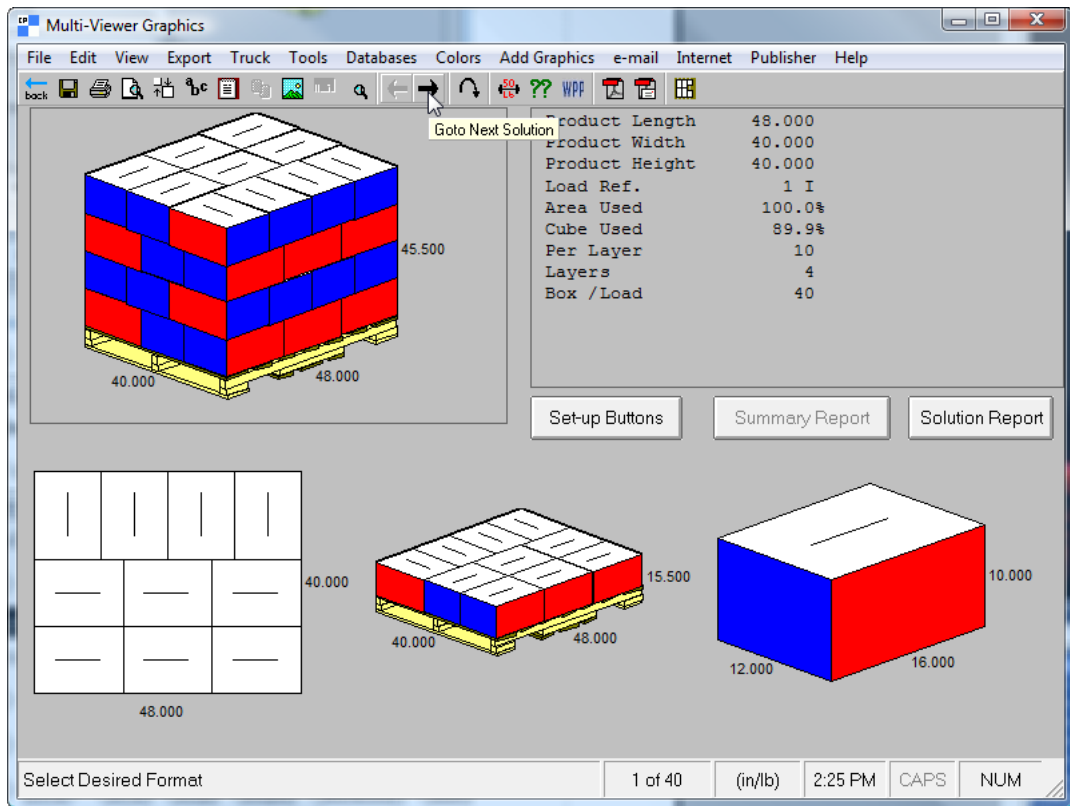 CP Multi-Viewer Graphics
File Edit View Export Truck Tools Databases Colors Add Graphics e-mail Internet Publisher Help
back abc 50 LB ?? WPF
Goto Next Solution
Product Length 48.000
Product Width 40.000
Product Height 40.000
Load Ref. 1 I
Area Used 100.0%
Cube Used 89.9%
Per Layer 10
Layers 4
Box /Load 40
45.500
40.000
48.000
Set-up Buttons Summary Report Solution Report
40.000
48.000
15.500
40.000
48.000
10.000
12.000
16.000
Select Desired Format 1 of 40 (in/lb) 2:25 PM CAPS NUM